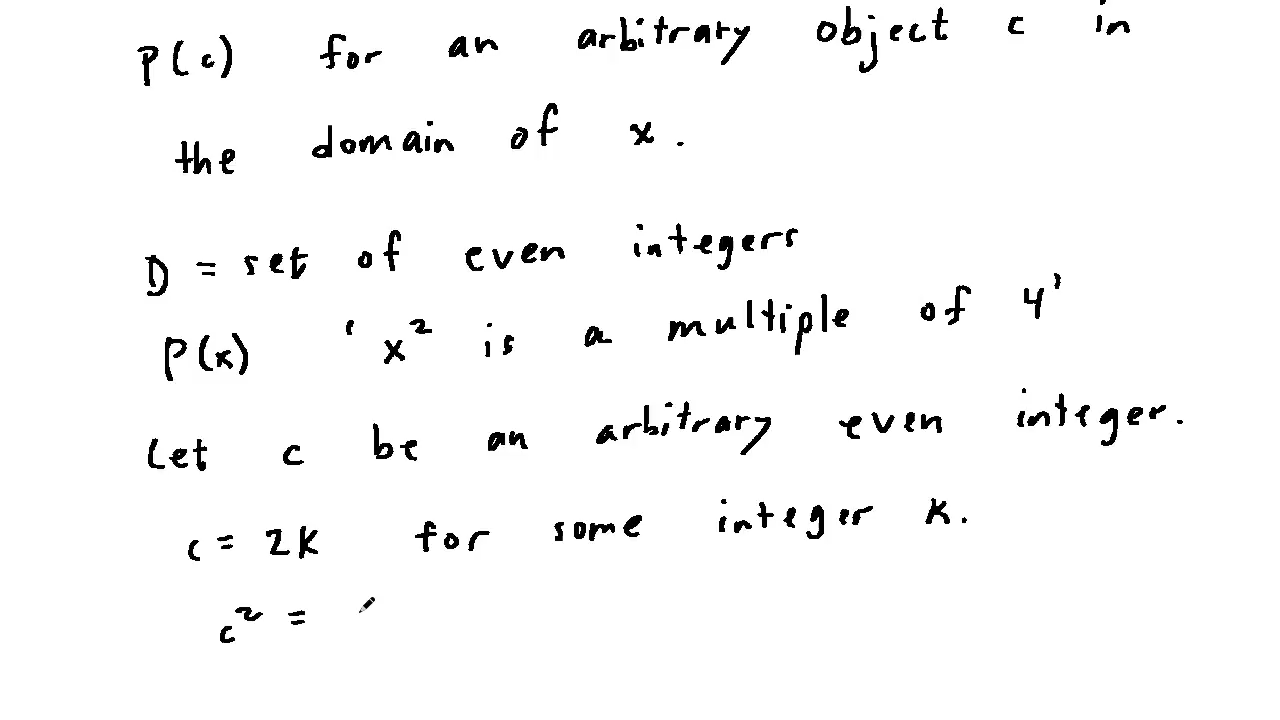 P(c) for an arbitrary object c in
the domain of x.
D = set of even integers
P(x) 'x² is a multiple of 4'
Let c be an arbitrary even integer.
c = 2k for some integer k.
c² =